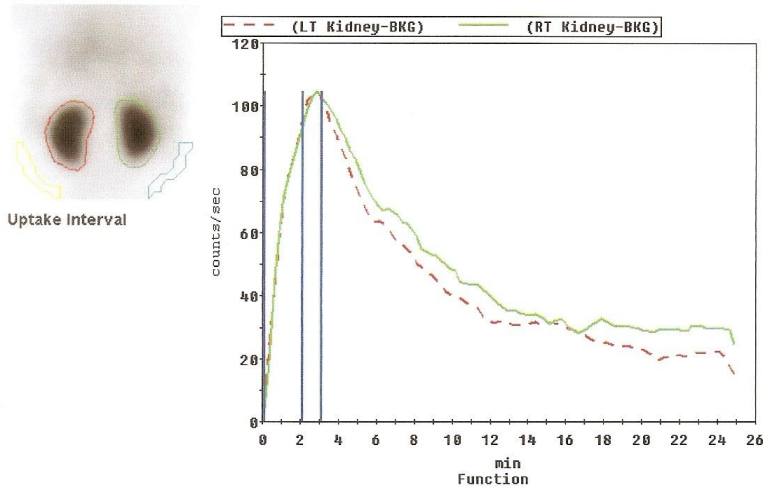 (LT Kidney-BKG) (RT Kidney-BKG)
Uptake Interval
counts/sec
120
100
80
60
40
20
0
0 2 4 6 8 10 12 14 16 18 20 22 24 26
min
Function